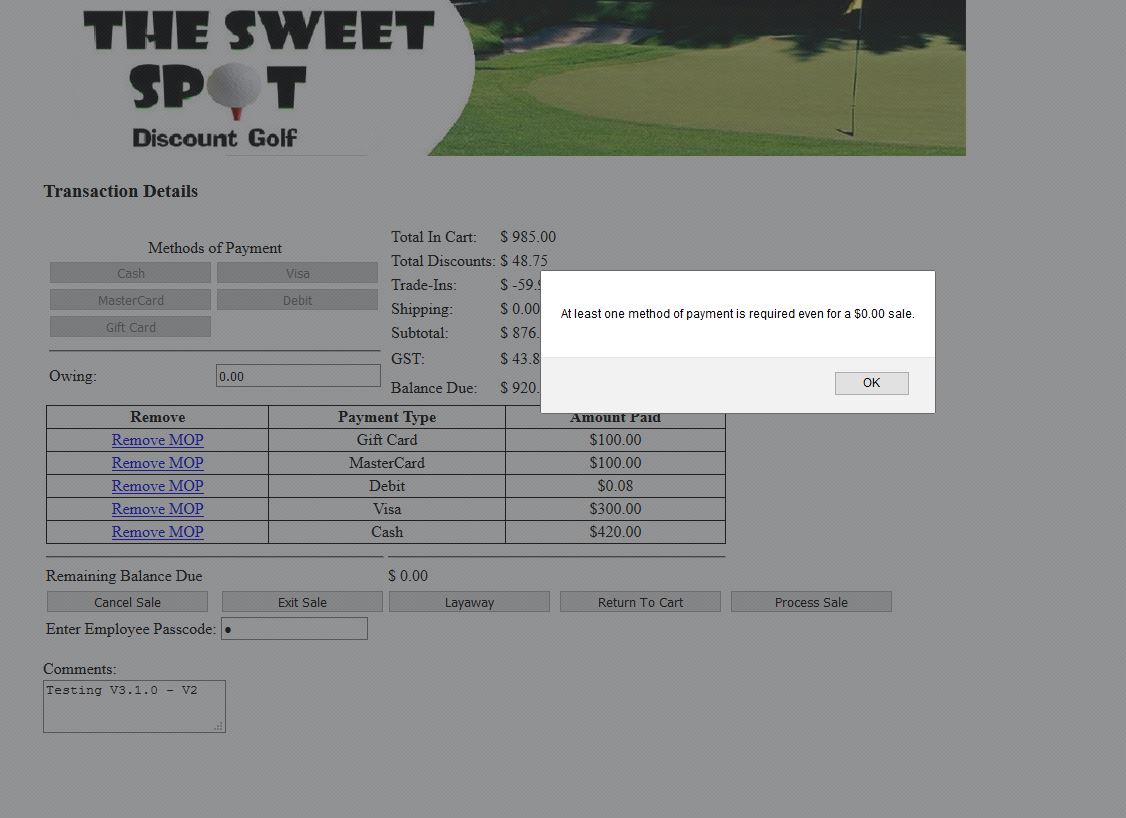 THE SWEET
SPOT
Discount Golf
Transaction Details
Methods of Payment
Cash
Visa
MasterCard
Debit
Gift Card
Owing:
0.00
Total In Cart: $ 985.00
Total Discounts: $ 48.75
Trade-Ins: $ -59.9
Shipping: $ 0.00
Subtotal: $ 876.
GST: $ 43.8
Balance Due: $ 920.
At least one method of payment is required even for a $0.00 sale.
OK
Remove Payment Type Amount Paid
Remove MOP Gift Card $100.00
Remove MOP MasterCard $100.00
Remove MOP Debit $0.08
Remove MOP Visa $300.00
Remove MOP Cash $420.00
Remaining Balance Due $ 0.00
Cancel Sale Exit Sale Layaway Return To Cart Process Sale
Enter Employee Passcode: ●
Comments:
Testing V3.1.0 - V2